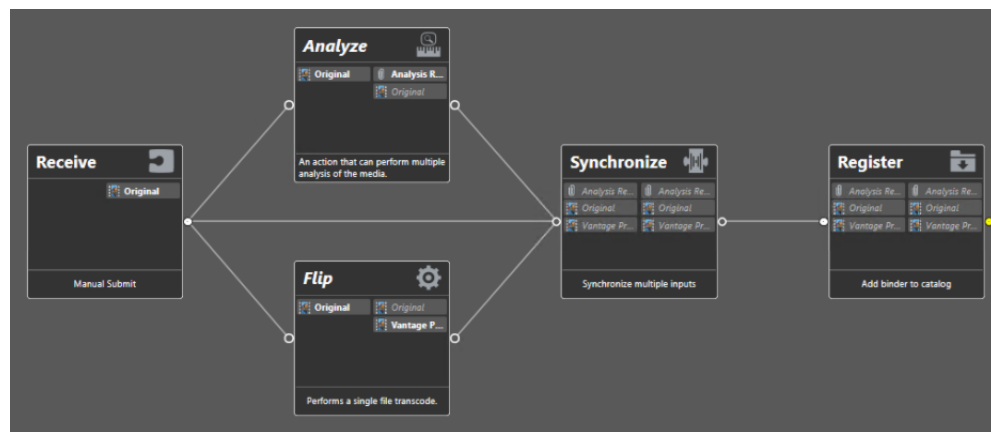 Analyze
Original
Analysis R...
Original
An action that can perform multiple
analysis of the media.
Receive
Original
Manual Submit
Flip
Original
Original
Vantage P...
Performs a single file transcode.
Synchronize
Analysis Re... Analysis Re...
Original Original
Vantage Pr... Vantage Pr...
Synchronize multiple inputs
Register
Analysis Re... Analysis Re...
Original Original
Vantage Pr... Vantage Pr...
Add binder to catalog